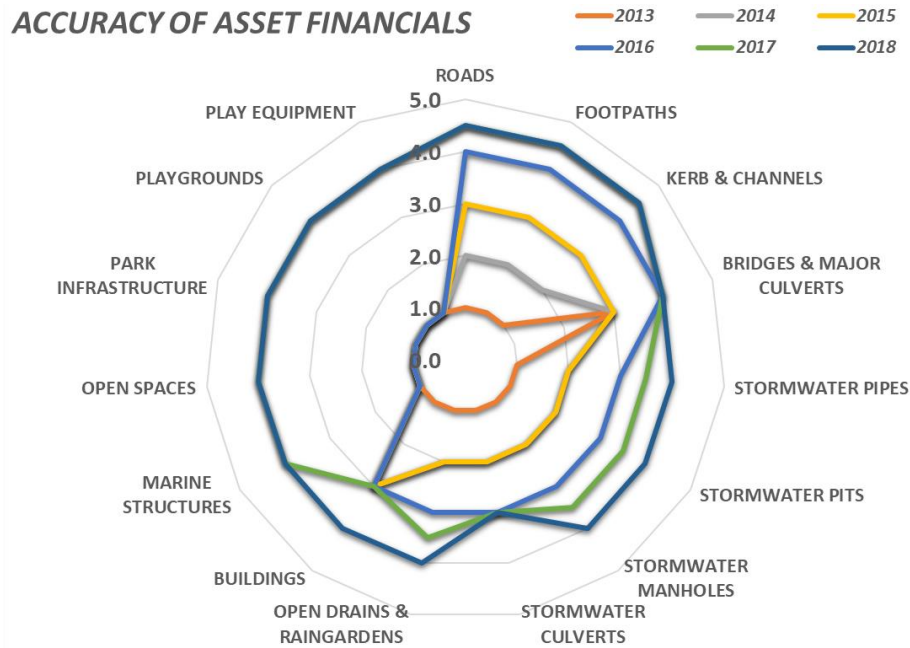 ACCURACY OF ASSET FINANCIALS
2013 2014 2015
2016 2017 2018
ROADS
FOOTPATHS
KERB & CHANNELS
BRIDGES & MAJOR
CULVERTS
STORMWATER PIPES
STORMWATER PITS
STORMWATER
MANHOLES
STORMWATER
CULVERTS
OPEN DRAINS &
RAINGARDENS
BUILDINGS
MARINE
STRUCTURES
OPEN SPACES
PARK
INFRASTRUCTURE
PLAYGROUNDS
PLAY EQUIPMENT
5.0
4.0
3.0
2.0
1.0
0.0